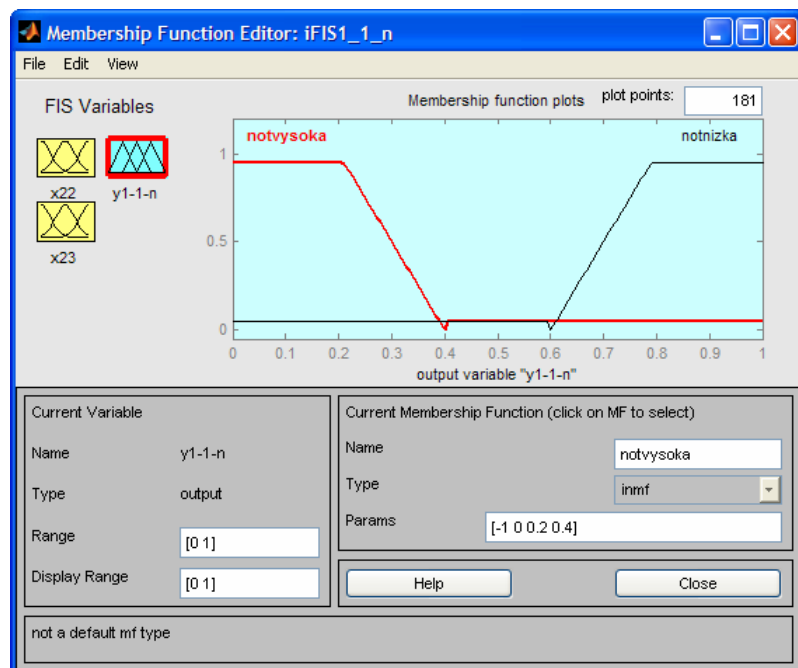 Membership Function Editor: iFIS1_1_n
File Edit View
FIS Variables
x22
y1-1-n
x23
Membership function plots
plot points:
181
notvysoka
notnizka
1
0.5
0
0 0.1 0.2 0.3 0.4 0.5 0.6 0.7 0.8 0.9 1
output variable "y1-1-n"
Current Variable
Name y1-1-n
Type output
Range [0 1]
Display Range [0 1]
Current Membership Function (click on MF to select)
Name notvysoka
Type inmf
Params [-1 0 0.2 0.4]
Help
Close
not a default mf type